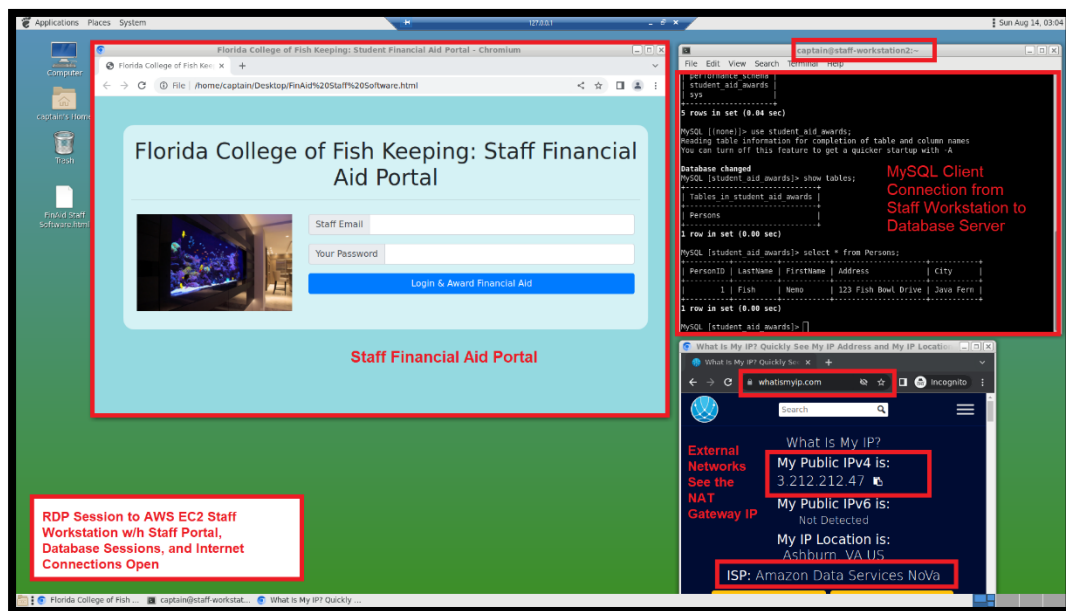 Applications Places System
127.0.0.1
Sun Aug 14, 03:04
Computer
captain's Home
Trash
FinAid Staff
Software.html
Florida College of Fish Keeping: Student Financial Aid Portal - Chromium
Florida College of Fish Kee
File /home/captain/Desktop/FinAid%20Staff%20Software.html
Florida College of Fish Keeping: Staff Financial
Aid Portal
Staff Email
Your Password
Login & Award Financial Aid
Staff Financial Aid Portal
captain@staff-workstation2:~
File Edit View Search Terminal Help
| performance_schema |
| student_aid_awards |
| sys |
+--------------------+
5 rows in set (0.04 sec)
MySQL [(none)]> use student_aid_awards;
Reading table information for completion of table and column names
You can turn off this feature to get a quicker startup with -A
Database changed
MySQL [student_aid_awards]> show tables;
| Tables_in_student_aid_awards |
| Persons |
1 row in set (0.00 sec)
MySQL [student_aid_awards]> select * from Persons;
| PersonID | LastName | FirstName | Address | City |
| 1 | Fish | Nemo | 123 Fish Bowl Drive | Java Fern |
1 row in set (0.00 sec)
MySQL [student_aid_awards]>
MySQL Client
Connection from
Staff Workstation to
Database Server
What Is My IP? Quickly See My IP Address and My IP Location
What Is My IP? Quickly See
whatismyip.com
Incognito
Search
What Is My IP?
My Public IPv4 is:
3.212.212.47
My Public IPv6 is:
Not Detected
My IP Location is:
Ashburn, VA US
ISP: Amazon Data Services NoVa
External
Networks
See the
NAT
Gateway IP
RDP Session to AWS EC2 Staff
Workstation w/h Staff Portal,
Database Sessions, and Internet
Connections Open
Florida College of Fish ...
captain@staff-workstat...
What Is My IP? Quickly ...